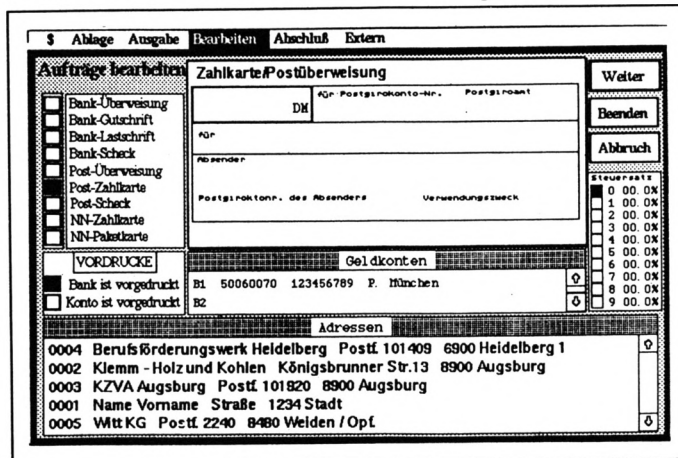 $ Ablage Ausgabe Bearbeiten Abschluß Extern
Aufträge bearbeiten
Bank-Überweisung
Bank-Gutschrift
Bank-Lastschrift
Bank-Scheck
Post-Überweisung
Post-Zahlkarte
Post-Scheck
NN-Zahlkarte
NN-Paketkarte
VORDRUCKE
Bank ist vorgedruckt
Konto ist vorgedruckt
Zahlkarte/Postüberweisung
DM
für Postgirokonto-Nr. Postgiroamt
für
Absender
Postgiroktonr. des Absenders Verwendungszweck
Geldkonten
B1 50060070 123456789 P. München
B2
Weiter
Beenden
Abbruch
Steuersatz
0 00.0%
1 00.0%
2 00.0%
3 00.0%
4 00.0%
5 00.0%
6 00.0%
7 00.0%
8 00.0%
9 00.0%
Adressen
0004 Berufsförderungswerk Heidelberg Postf. 101409 6900 Heidelberg 1
0002 Klemm - Holz und Kohlen Königsbrunner Str.13 8900 Augsburg
0003 KZVA Augsburg Postf. 101920 8900 Augsburg
0001 Name Vorname Straße 1234 Stadt
0005 Witt KG Postf. 2240 8480 Weiden / Opf.